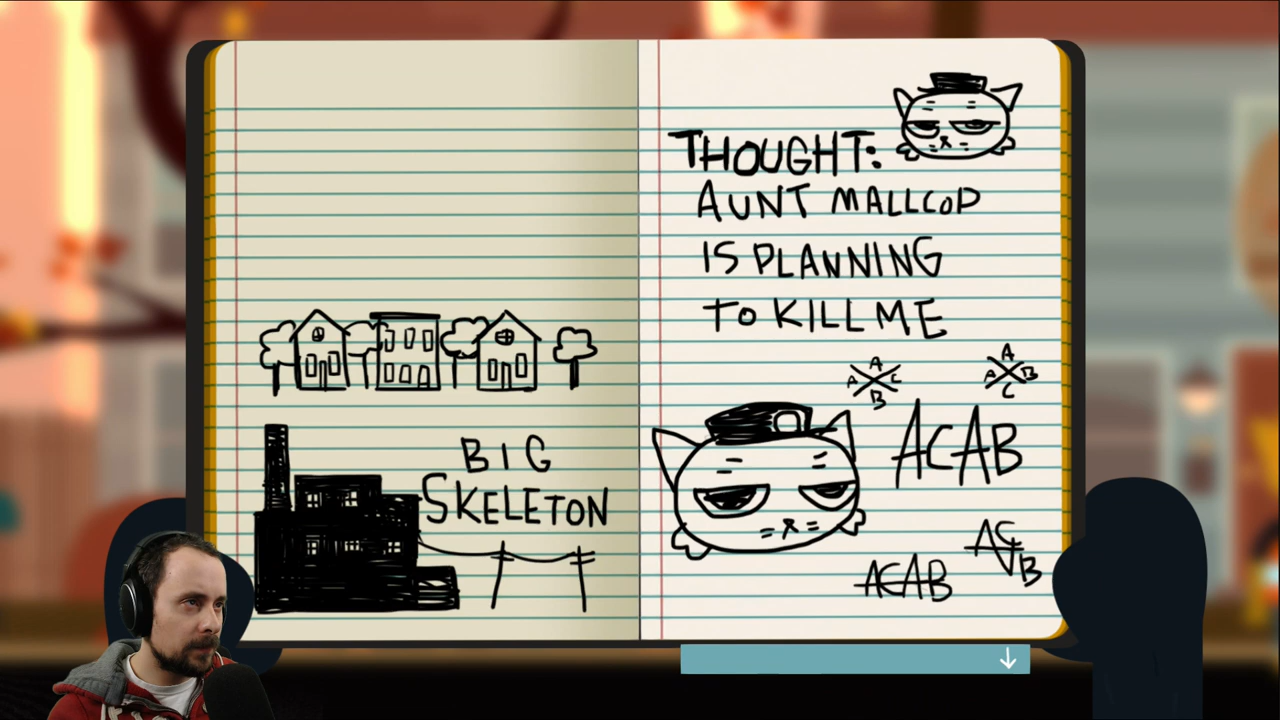 BIG
SKELETON
THOUGHT:
AUNT MALLCOP
IS PLANNING
TO KILL ME
A
A C
B
A
A B
C
ACAB
ACAB
ACAB